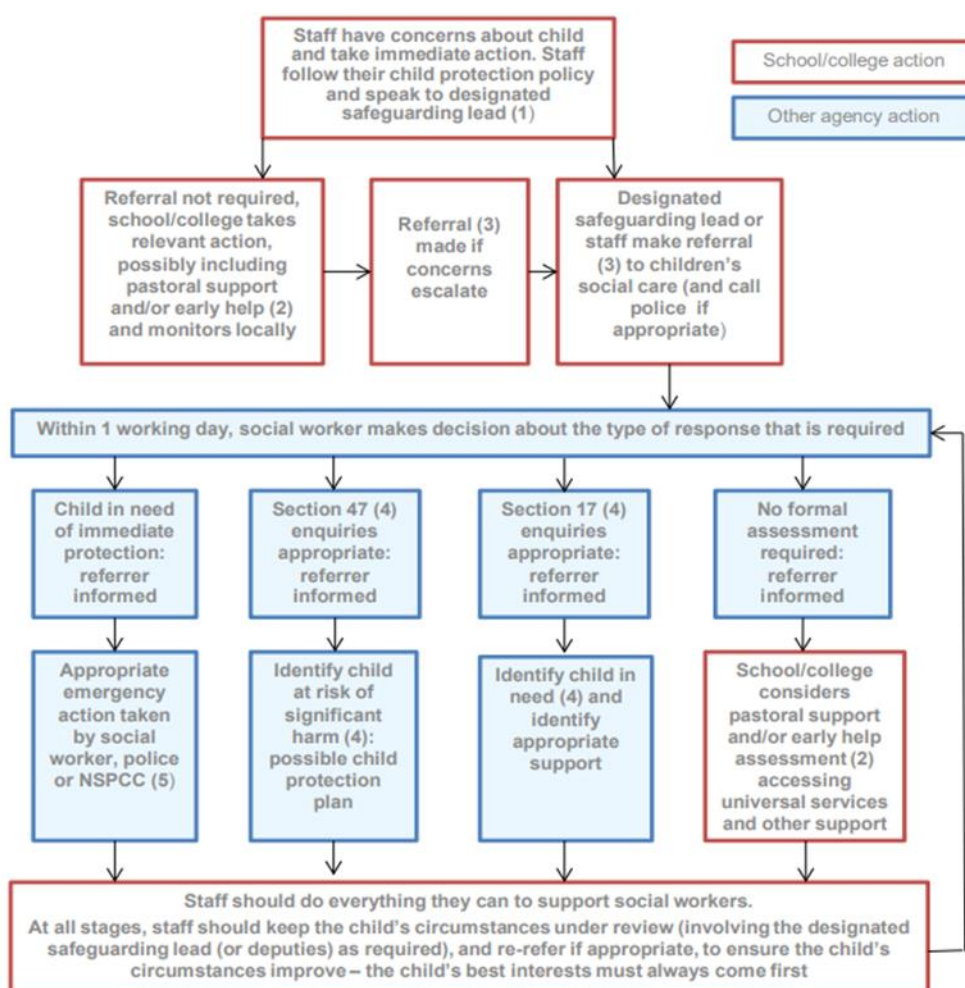 Staff have concerns about child
and take immediate action. Staff
follow their child protection policy
and speak to designated
safeguarding lead (1)
School/college action
Other agency action
Referral not required,
school/college takes
relevant action,
possibly including
pastoral support
and/or early help (2)
and monitors locally
Referral (3)
made if
concerns
escalate
Designated
safeguarding lead or
staff make referral
(3) to children’s
social care (and call
police if
appropriate)
Within 1 working day, social worker makes decision about the type of response that is required
Child in need
of immediate
protection:
referrer
informed
Section 47 (4)
enquiries
appropriate:
referrer
informed
Section 17 (4)
enquiries
appropriate:
referrer
informed
No formal
assessment
required:
referrer
informed
Appropriate
emergency
action taken
by social
worker, police
or NSPCC (5)
Identify child
at risk of
significant
harm (4):
possible child
protection
plan
Identify child in
need (4) and
identify
appropriate
support
School/college
considers
pastoral support
and/or early help
assessment (2)
accessing
universal services
and other support
Staff should do everything they can to support social workers.
At all stages, staff should keep the child’s circumstances under review (involving the designated
safeguarding lead (or deputies) as required), and re-refer if appropriate, to ensure the child’s
circumstances improve – the child’s best interests must always come first